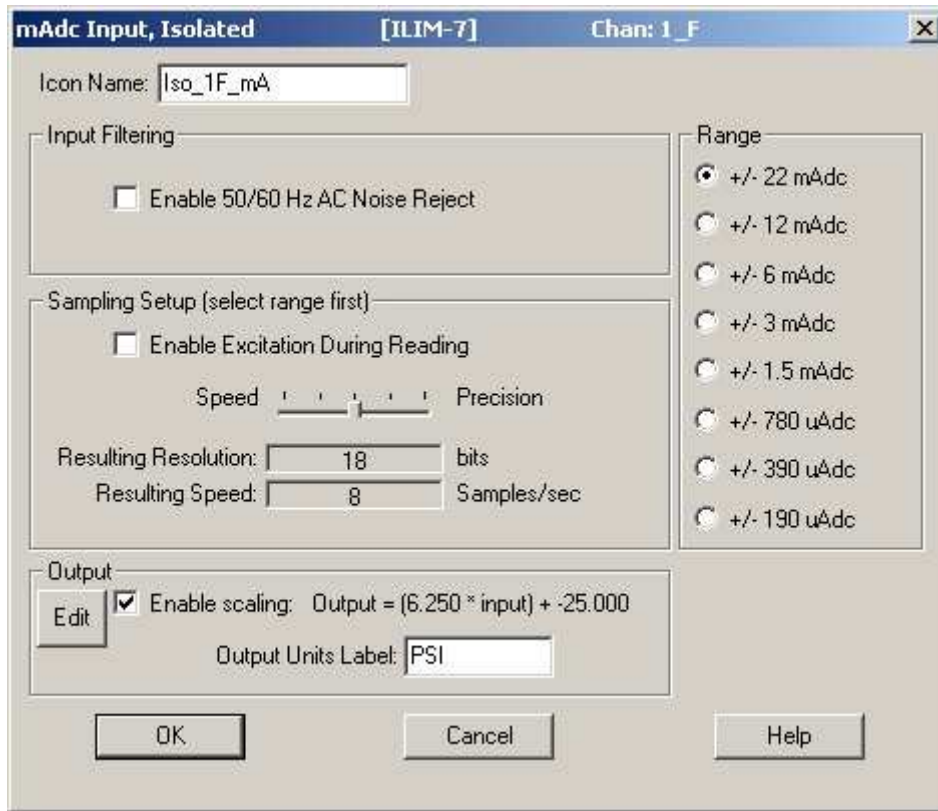 mAdc Input, Isolated [ILIM-7] Chan: 1_F
Icon Name: Iso_1F_mA
Input Filtering
Enable 50/60 Hz AC Noise Reject
Sampling Setup (select range first)
Enable Excitation During Reading
Speed Precision
Resulting Resolution: 18 bits
Resulting Speed: 8 Samples/sec
Range
+/- 22 mAdc
+/- 12 mAdc
+/- 6 mAdc
+/- 3 mAdc
+/- 1.5 mAdc
+/- 780 uAdc
+/- 390 uAdc
+/- 190 uAdc
Output
Edit Enable scaling: Output = (6.250 * input) + -25.000
Output Units Label: PSI
OK Cancel Help